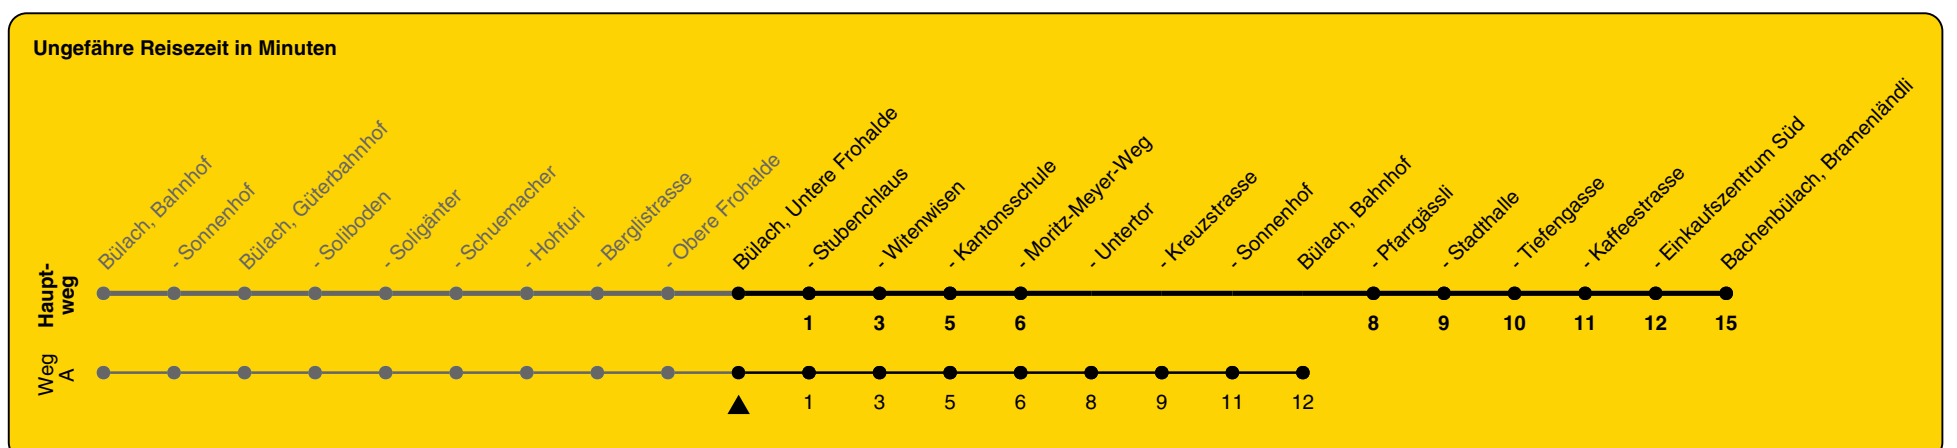 Ungefähre Reisezeit in Minuten
Bülach, Bahnhof
- Sonnenhof
Bülach, Güterbahnhof
- Soliboden
- Soligänter
- Schuemacher
- Hohfuri
- Berglistrasse
- Obere Frohalde
Bülach, Untere Frohalde
- Stubenchlaus
- Witenwisen
- Kantonsschule
- Moritz-Meyer-Weg
- Untertor
- Kreuzstrasse
- Sonnenhof
Bülach, Bahnhof
- Pfarrgässli
- Stadthalle
- Tiefengasse
- Kaffeestrasse
- Einkaufszentrum Süd
Bachenbülach, Bramenländli
Haupt-
weg
1 3 5 6 8 9 10 11 12 15
Weg
A
1 3 5 6 8 9 11 12